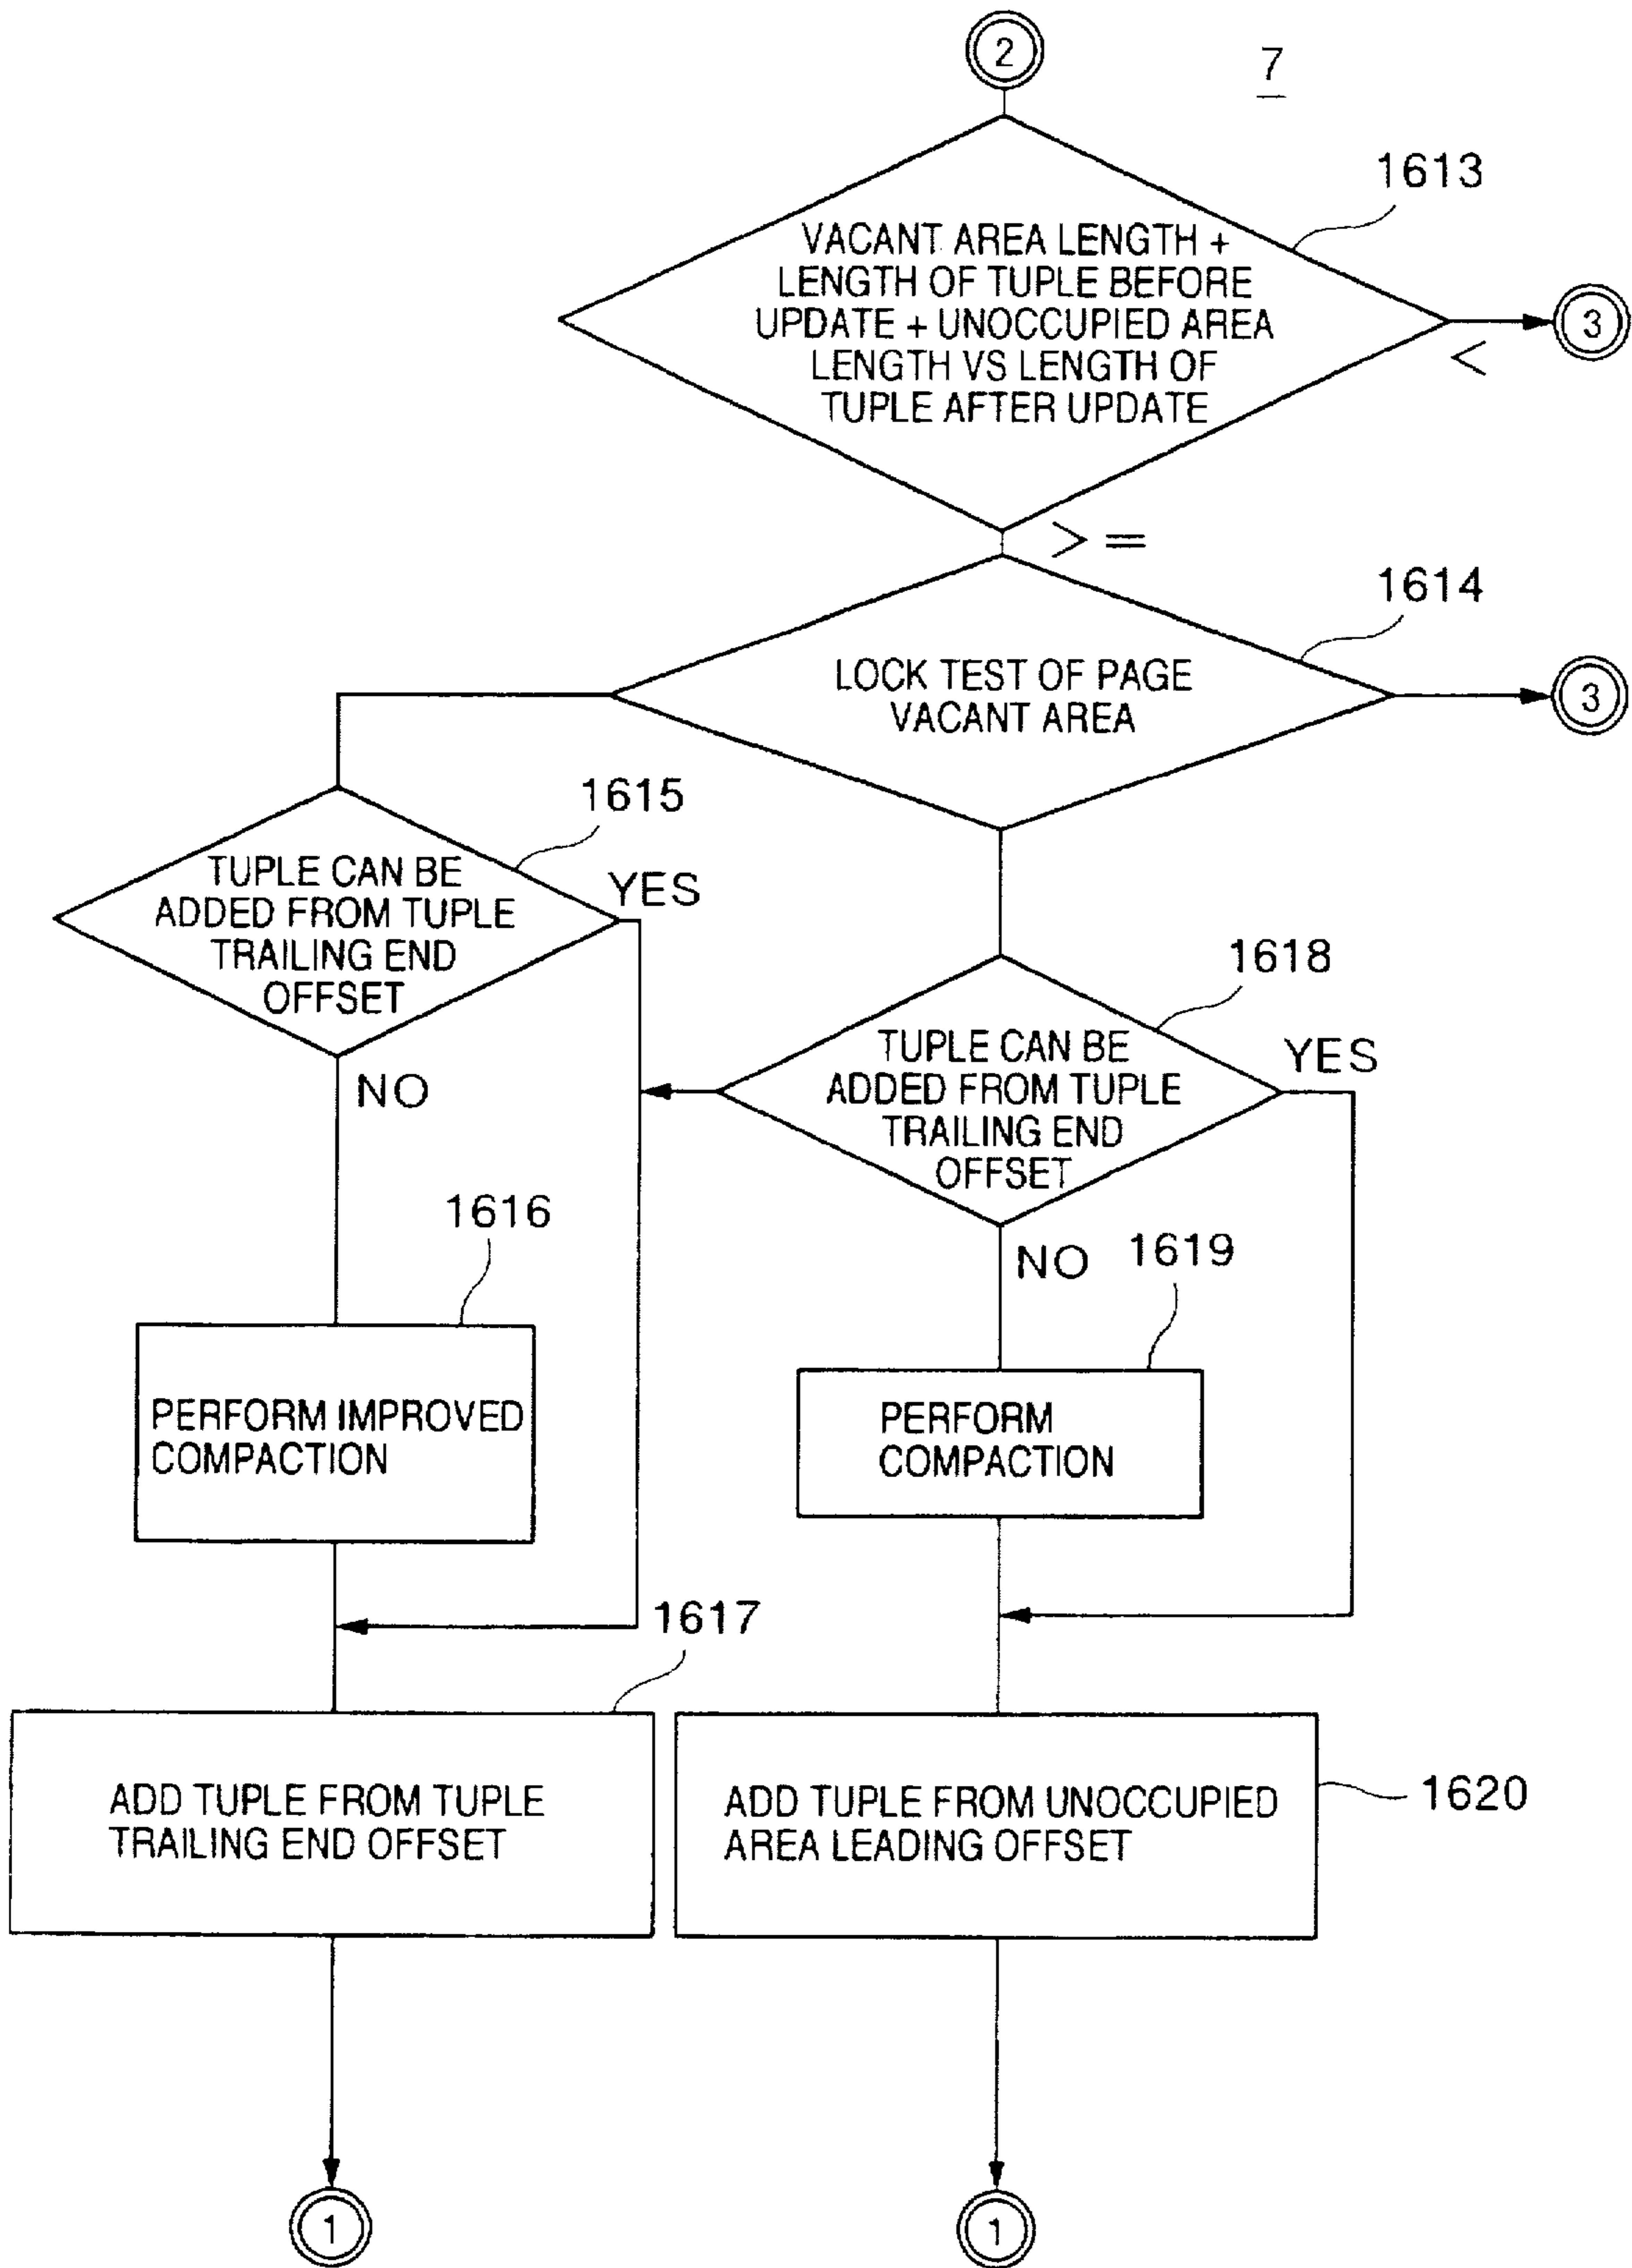 2
7
1613
VACANT AREA LENGTH +
LENGTH OF TUPLE BEFORE
UPDATE + UNOCCUPIED AREA
LENGTH VS LENGTH OF
TUPLE AFTER UPDATE
3
<
> =
1614
LOCK TEST OF PAGE
VACANT AREA
3
1615
TUPLE CAN BE
ADDED FROM TUPLE
TRAILING END
OFFSET
YES
NO
1618
TUPLE CAN BE
ADDED FROM TUPLE
TRAILING END
OFFSET
YES
NO
1616
PERFORM IMPROVED
COMPACTION
1619
PERFORM
COMPACTION
1617
ADD TUPLE FROM TUPLE
TRAILING END OFFSET
ADD TUPLE FROM UNOCCUPIED
AREA LEADING OFFSET
1620
1
1